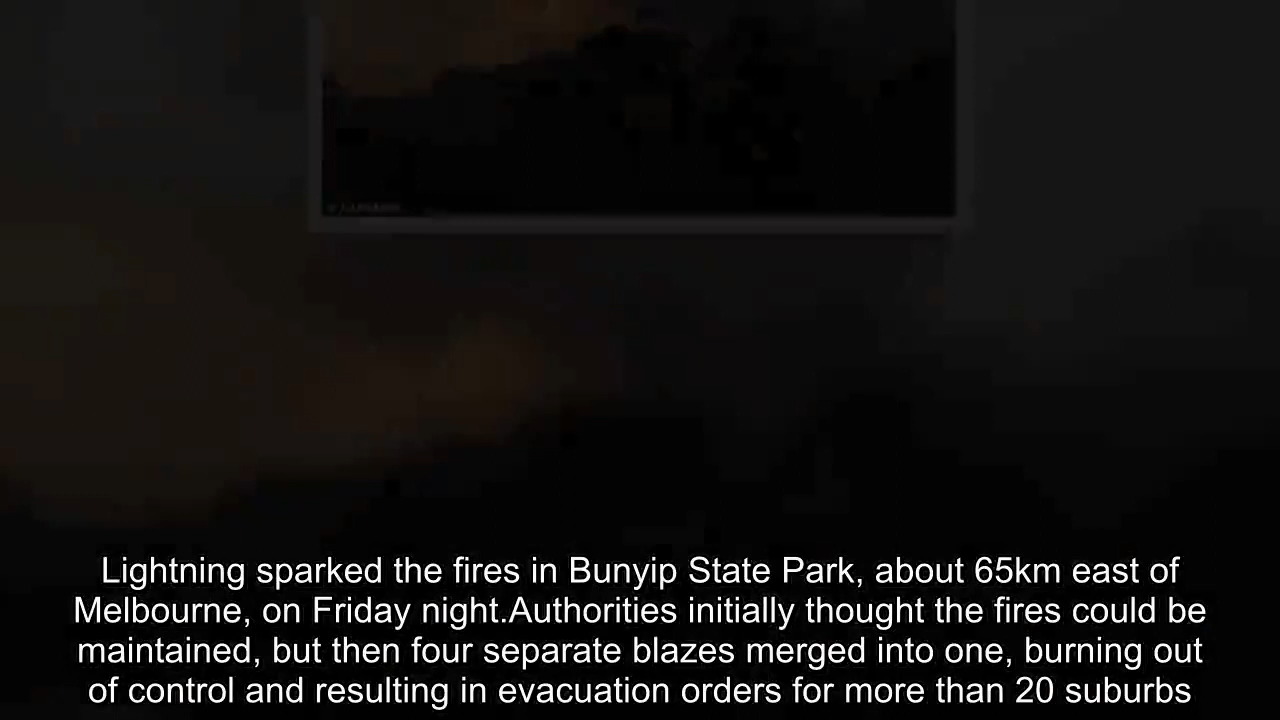 Lightning sparked the fires in Bunyip State Park, about 65km east of
Melbourne, on Friday night.Authorities initially thought the fires could be
maintained, but then four separate blazes merged into one, burning out
of control and resulting in evacuation orders for more than 20 suburbs